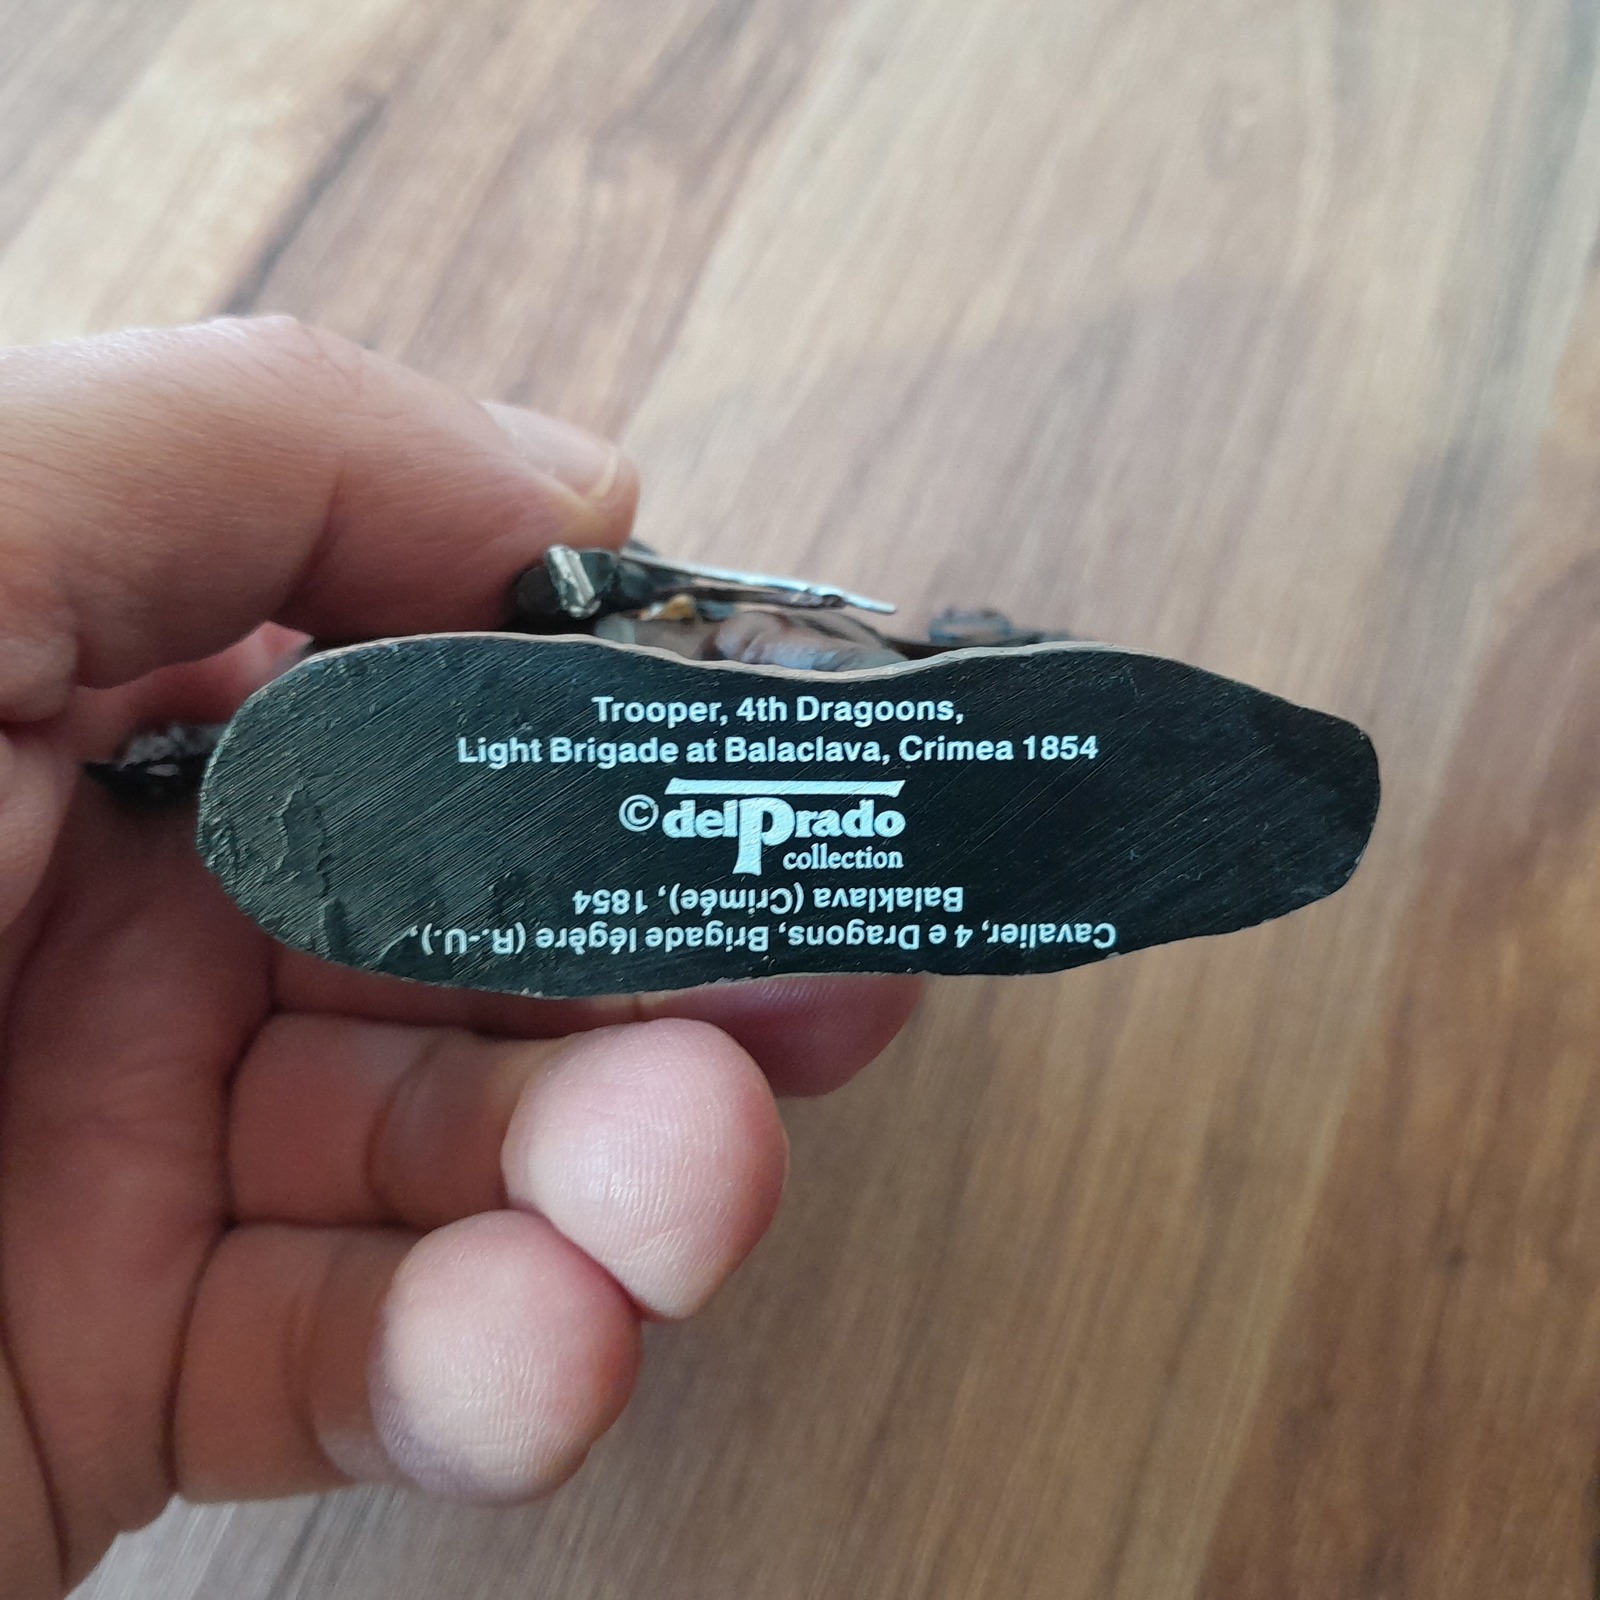 Trooper, 4th Dragoons,
Light Brigade at Balaclava, Crimea 1854
© delPrado
collection
Cavalier, 4 e Dragons, Brigade légère (R.-U.),
Balaklava (Crimée), 1854